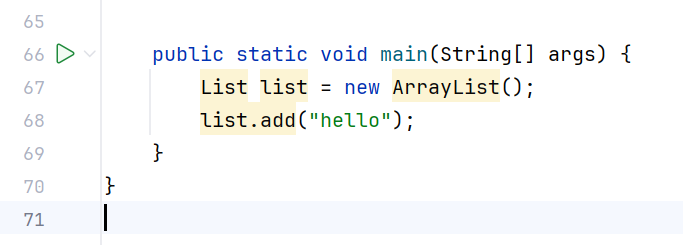 65
66 public static void main(String[] args) {
67 List list = new ArrayList();
68 list.add("hello");
69 }
70 }
71